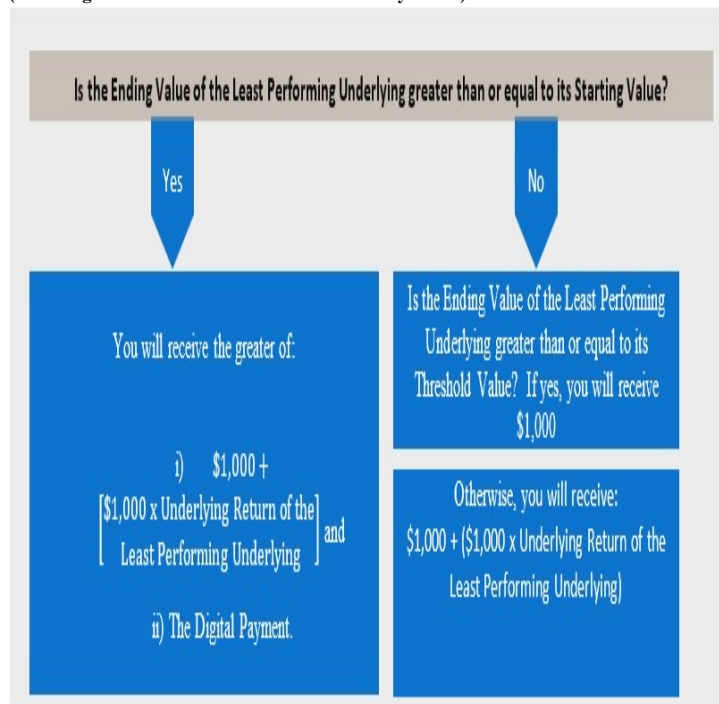 Is the Ending Value of the Least Performing Underlying greater than or equal to its Starting Value?
Yes
No
You will receive the greater of:
i) $1,000 +
[$1,000 x Underlying Return of the
Least Performing Underlying] and
ii) The Digital Payment.
Is the Ending Value of the Least Performing
Underlying greater than or equal to its
Threshold Value? If yes, you will receive
$1,000
Otherwise, you will receive:
$1,000 + ($1,000 x Underlying Return of the
Least Performing Underlying)